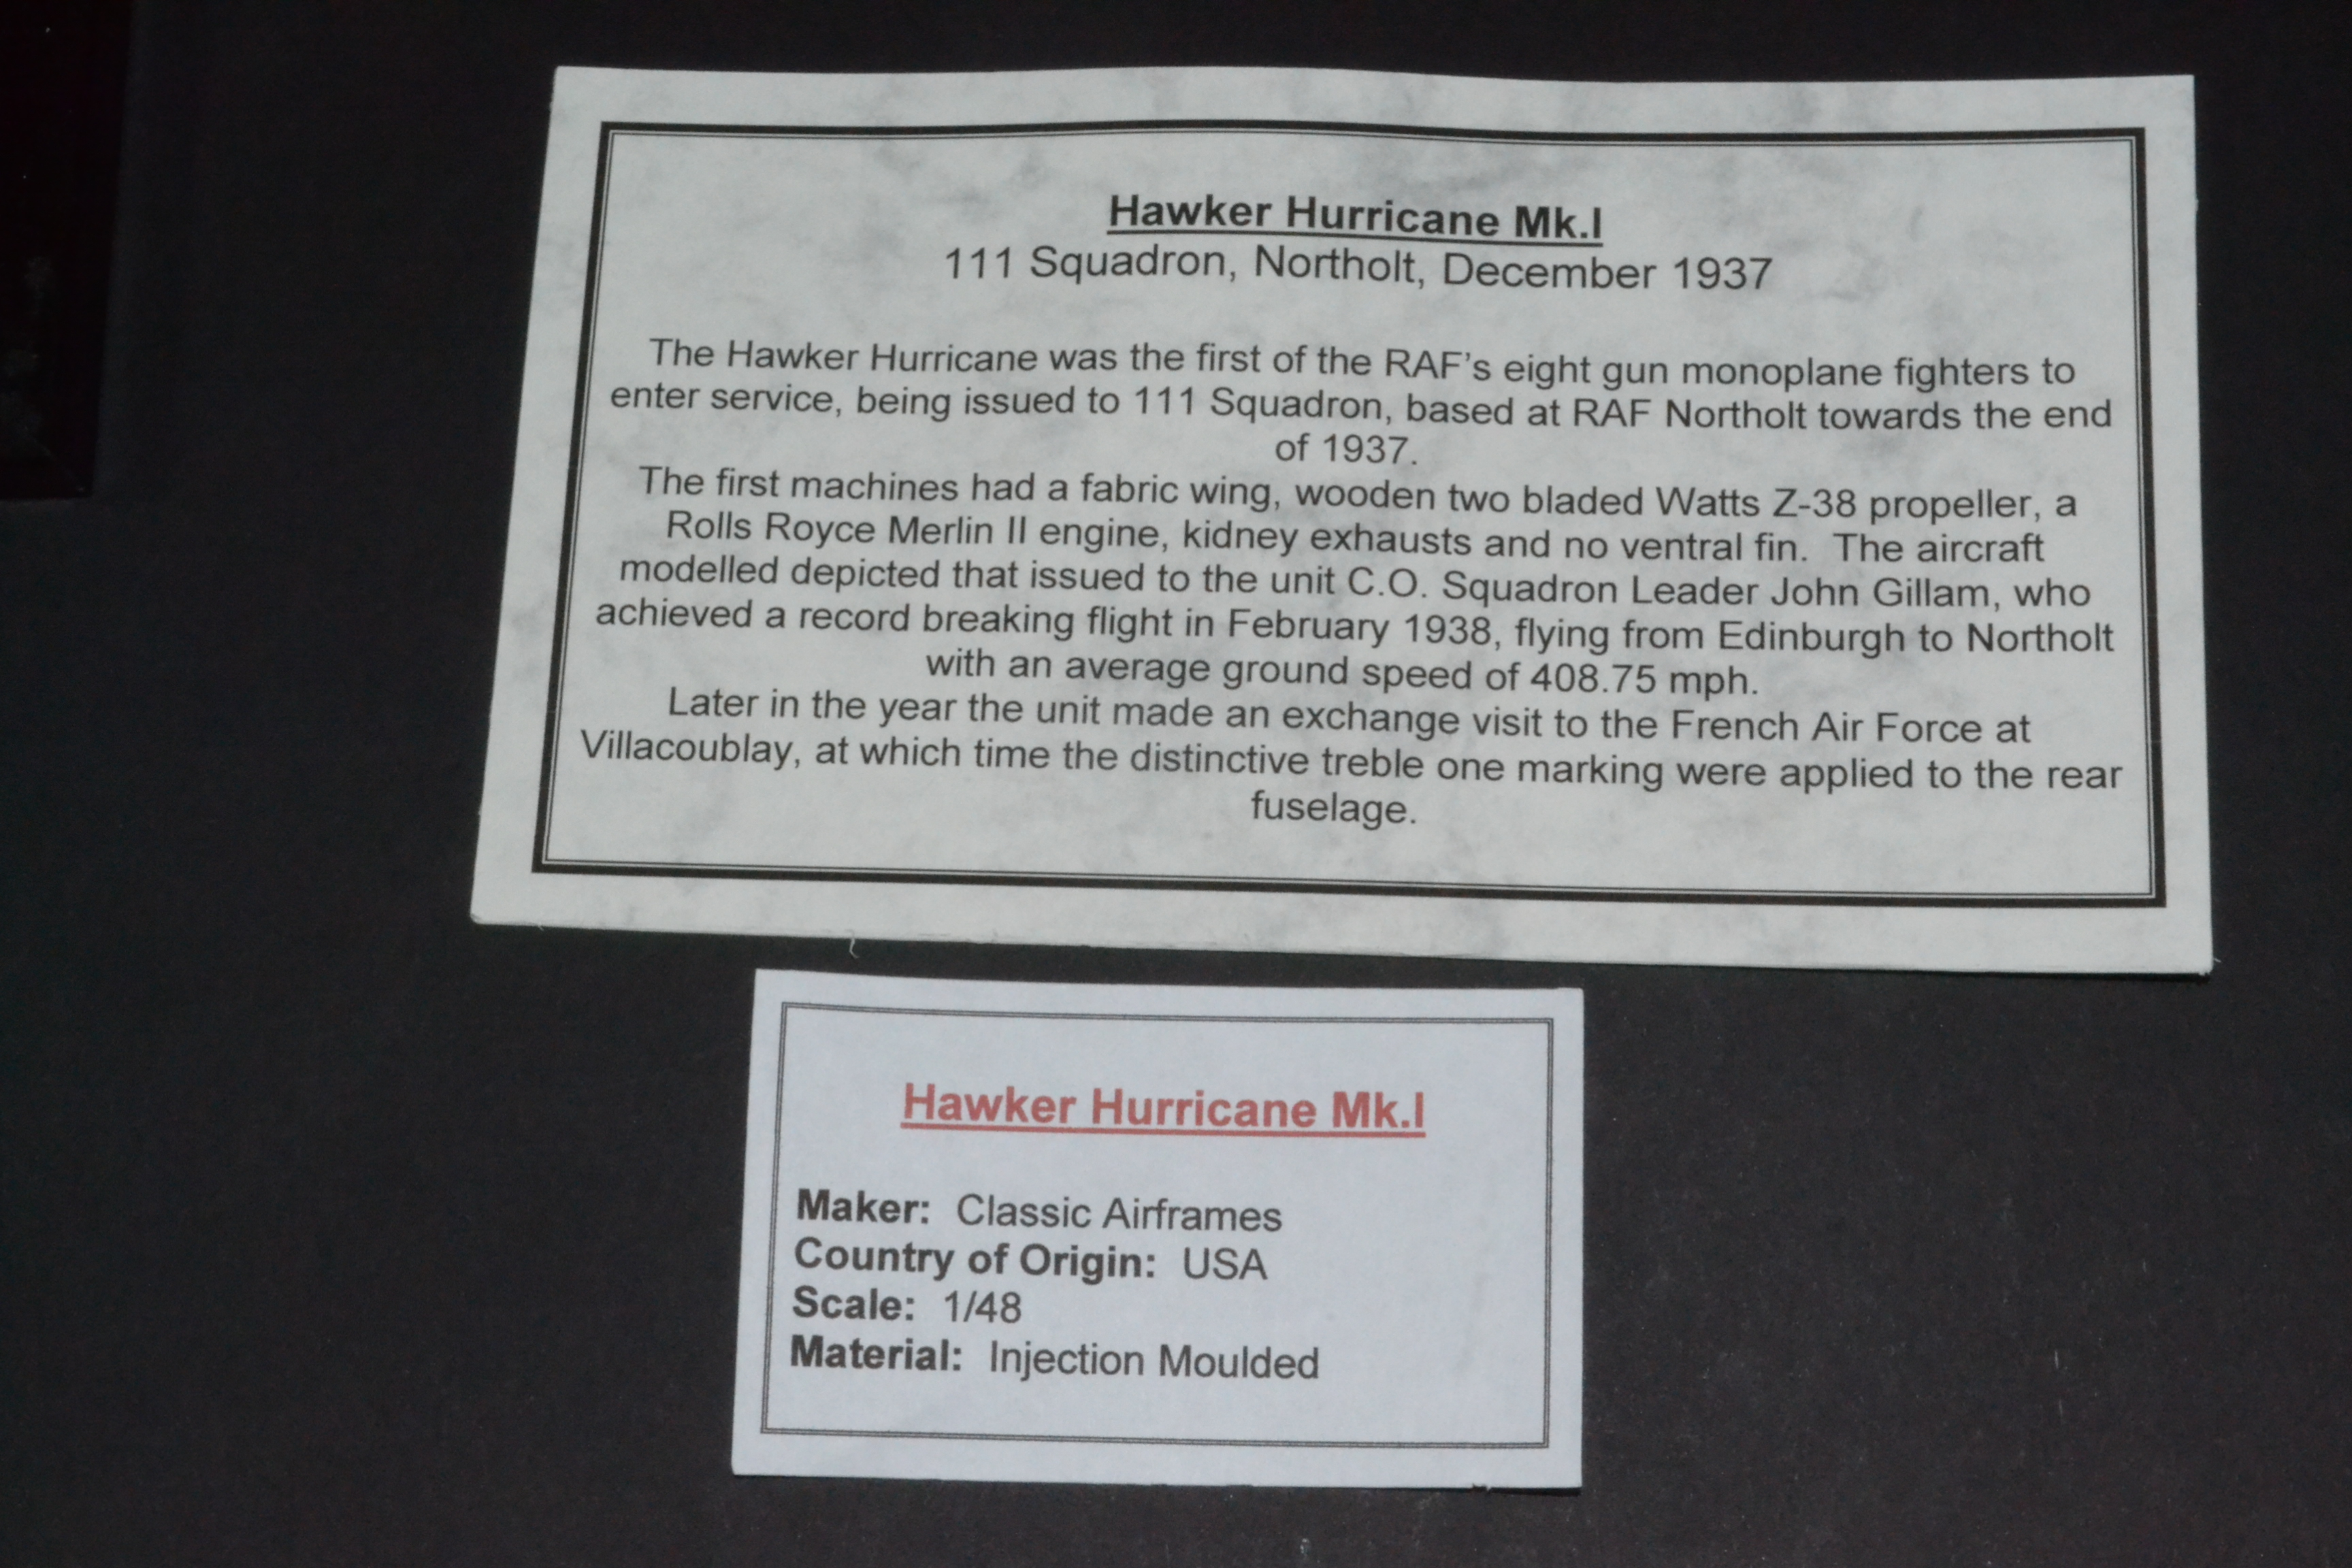 Hawker Hurricane Mk.I
111 Squadron, Northolt, December 1937
The Hawker Hurricane was the first of the RAF's eight gun monoplane fighters to
enter service, being issued to 111 Squadron, based at RAF Northolt towards the end
of 1937.
The first machines had a fabric wing, wooden two bladed Watts Z-38 propeller, a
Rolls Royce Merlin II engine, kidney exhausts and no ventral fin.  The aircraft
modelled depicted that issued to the unit C.O. Squadron Leader John Gillam, who
achieved a record breaking flight in February 1938, flying from Edinburgh to Northolt
with an average ground speed of 408.75 mph.
Later in the year the unit made an exchange visit to the French Air Force at
Villacoublay, at which time the distinctive treble one marking were applied to the rear
fuselage.
Hawker Hurricane Mk.I
Maker:  Classic Airframes
Country of Origin:  USA
Scale:  1/48
Material:  Injection Moulded